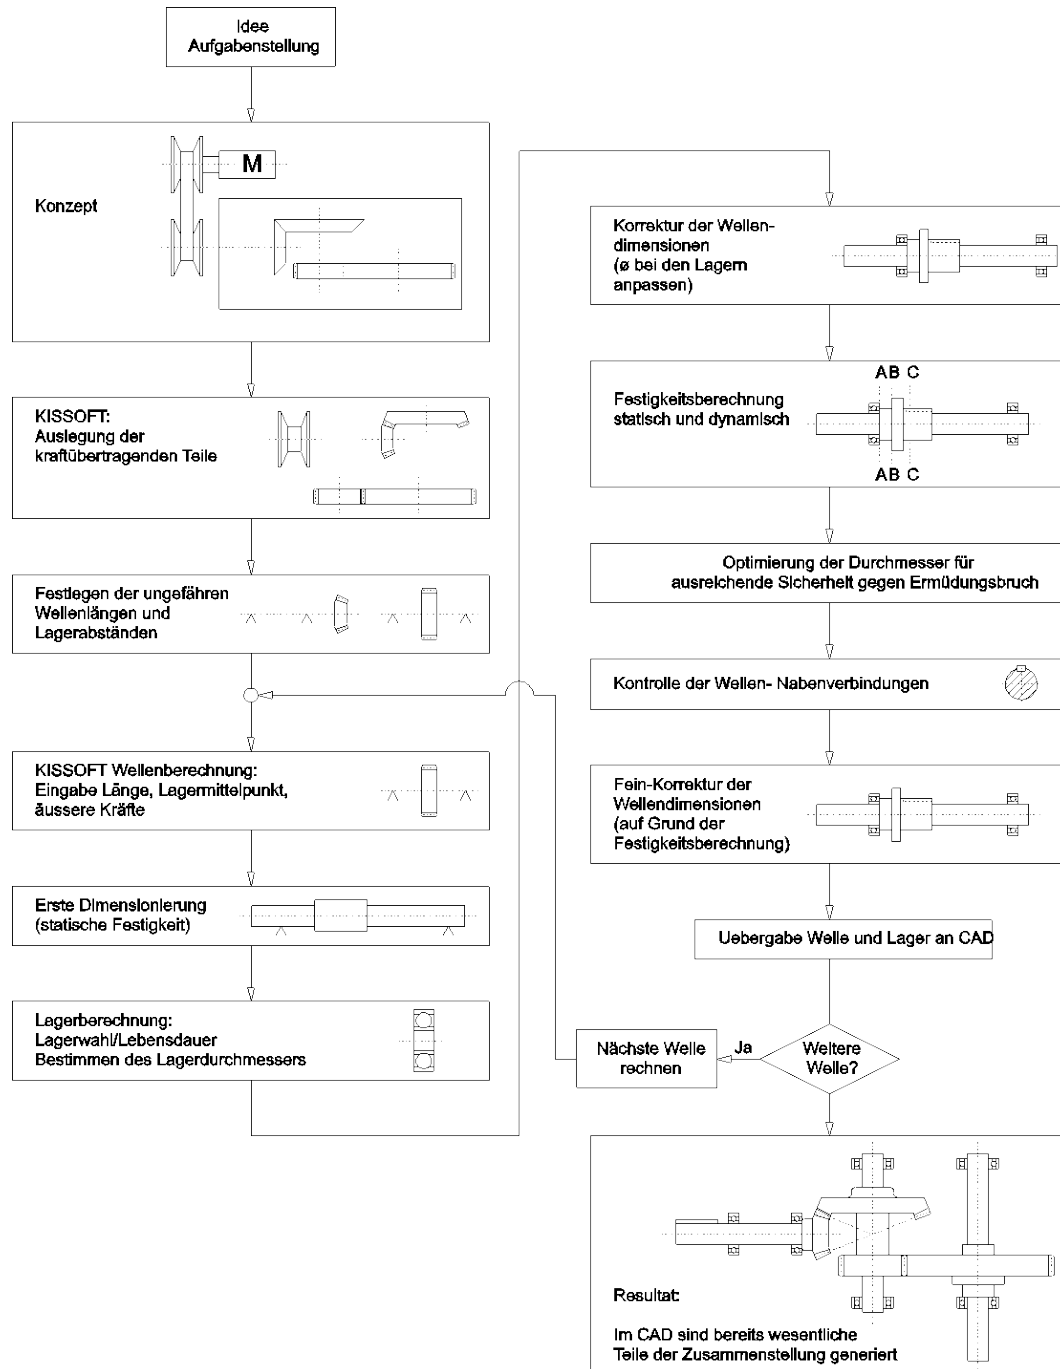 Idee
Aufgabenstellung
M
Konzept
KISSOFT:
Auslegung der
kraftübertragenden Teile
Festlegen der ungefähren
Wellenlängen und
Lagerabständen
KISSOFT Wellenberechnung:
Eingabe Länge, Lagermittelpunkt,
äussere Kräfte
Erste Dimensionierung
(statische Festigkeit)
Lagerberechnung:
Lagerwahl/Lebensdauer
Bestimmen des Lagerdurchmessers
Korrektur der Wellen-
dimensionen
(ø bei den Lagern
anpassen)
AB C
Festigkeitsberechnung
statisch und dynamisch
AB C
Optimierung der Durchmesser für
ausreichende Sicherheit gegen Ermüdungsbruch
Kontrolle der Wellen- Nabenverbindungen
Fein-Korrektur der
Wellendimensionen
(auf Grund der
Festigkeitsberechnung)
Uebergabe Welle und Lager an CAD
Weitere
Welle?
Ja
Nächste Welle
rechnen
Resultat:
Im CAD sind bereits wesentliche
Teile der Zusammenstellung generiert